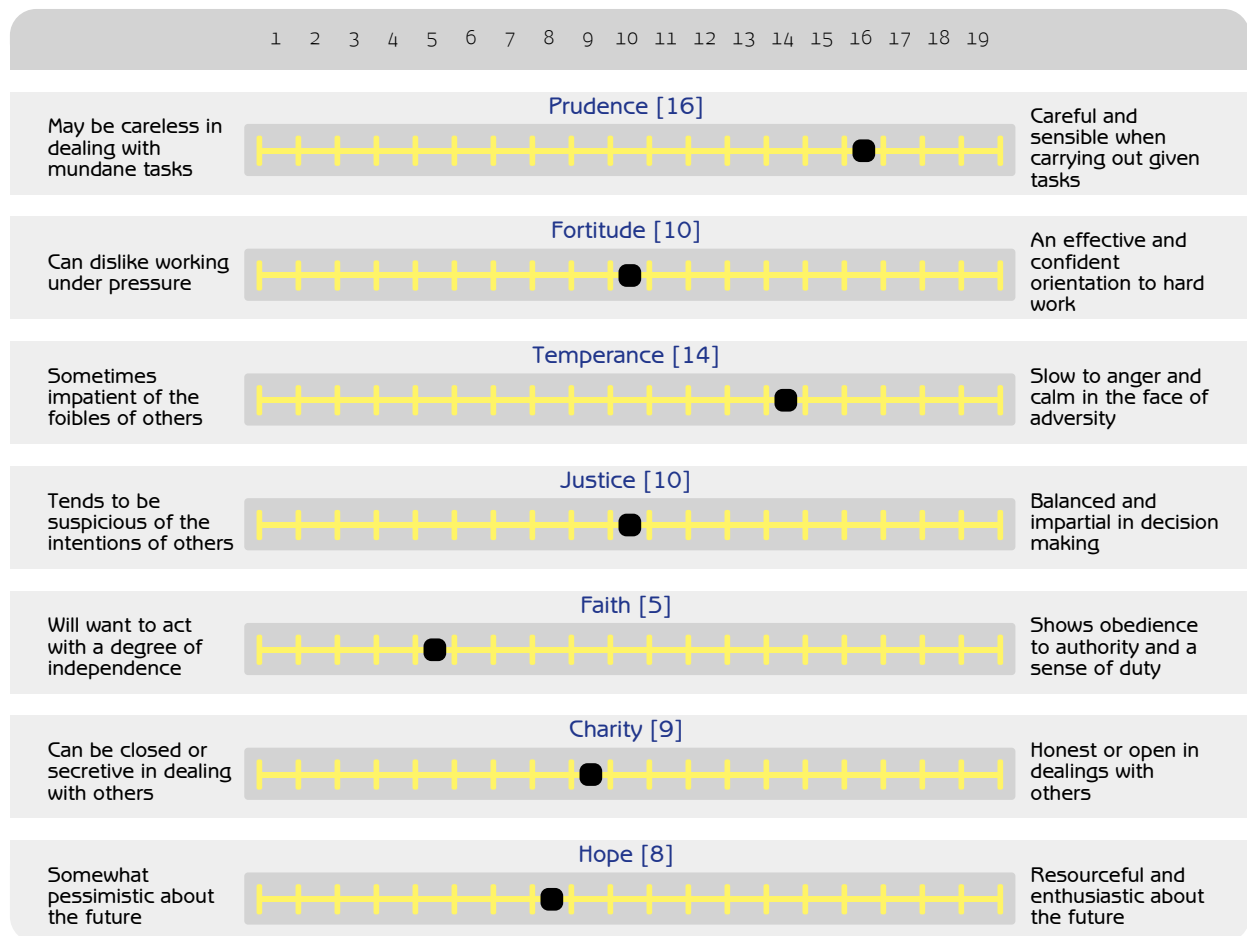 1 2 3 4 5 6 7 8 9 10 11 12 13 14 15 16 17 18 19
Prudence [16]
May be careless in
dealing with
mundane tasks
Careful and
sensible when
carrying out given
tasks
Fortitude [10]
Can dislike working
under pressure
An effective and
confident
orientation to hard
work
Temperance [14]
Sometimes
impatient of the
foibles of others
Slow to anger and
calm in the face of
adversity
Justice [10]
Tends to be
suspicious of the
intentions of others
Balanced and
impartial in decision
making
Faith [5]
Will want to act
with a degree of
independence
Shows obedience
to authority and a
sense of duty
Charity [9]
Can be closed or
secretive in dealing
with others
Honest or open in
dealings with
others
Hope [8]
Somewhat
pessimistic about
the future
Resourceful and
enthusiastic about
the future